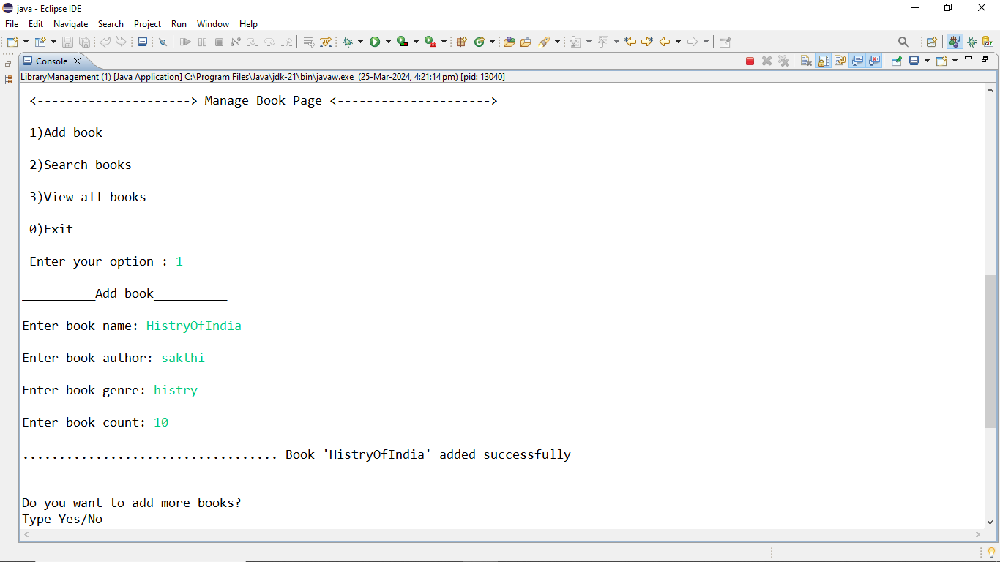 java - Eclipse IDE
File Edit Navigate Search Project Run Window Help
Console
LibraryManagement (1) [Java Application] C:\Program Files\Java\jdk-21\bin\javaw.exe (25-Mar-2024, 4:21:14 pm) [pid: 13040]
<---------------------> Manage Book Page <--------------------->
1)Add book
2)Search books
3)View all books
0)Exit
Enter your option : 1
__________Add book__________
Enter book name: HistryOfIndia
Enter book author: sakthi
Enter book genre: histry
Enter book count: 10
................................... Book 'HistryOfIndia' added successfully
Do you want to add more books?
Type Yes/No